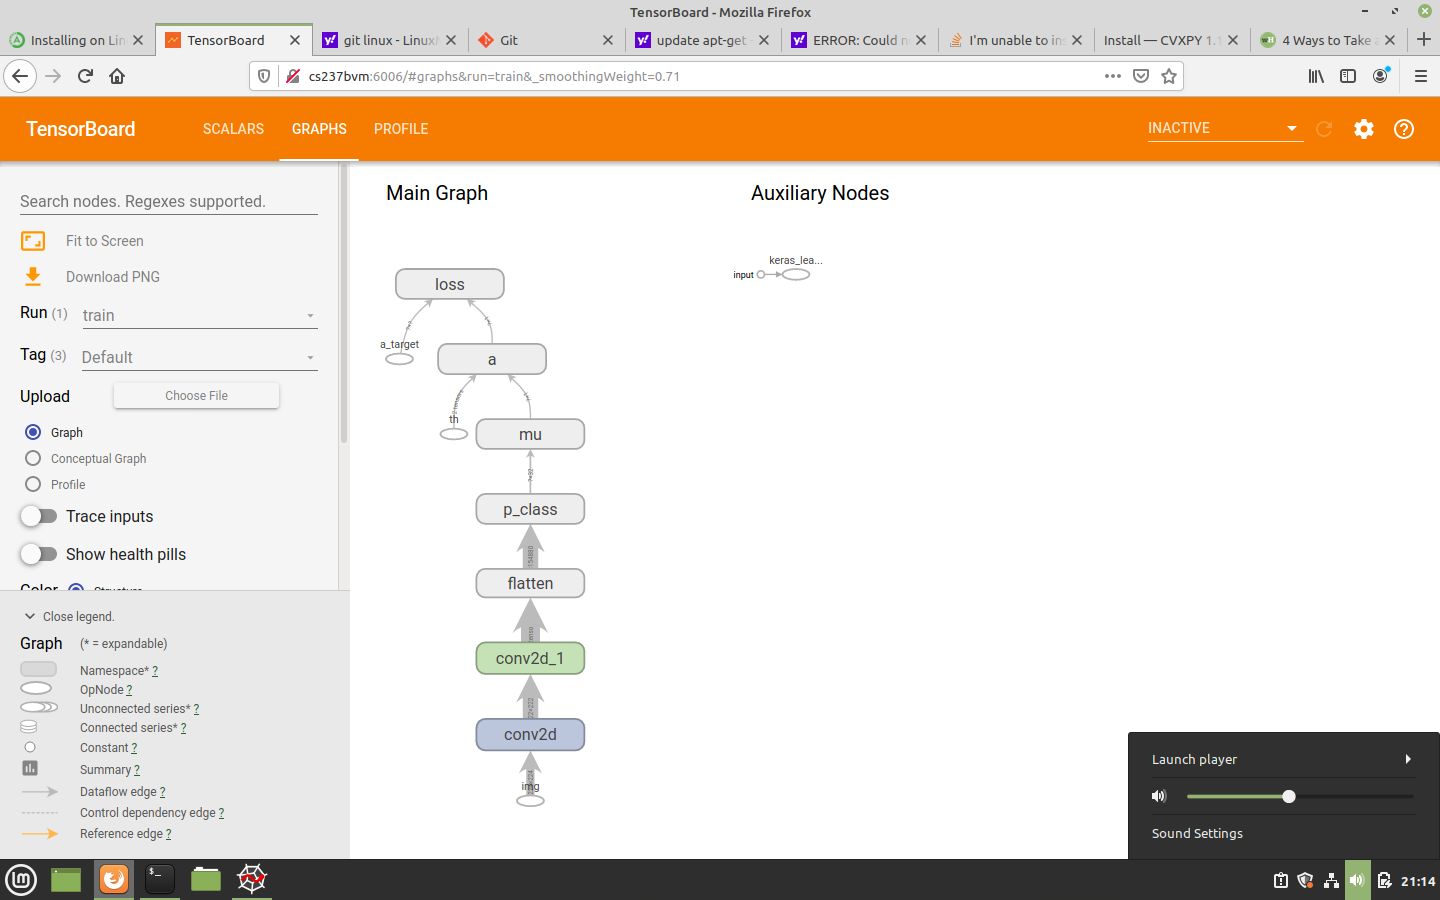 TensorBoard - Mozilla Firefox
Installing on Lin
TensorBoard
git linux - Linux
Git
update apt-get -
ERROR: Could n
I'm unable to ins
Install — CVXPY 1.
4 Ways to Take a
cs237bvm:6006/#graphs&run=train&_smoothingWeight=0.71
TensorBoard
SCALARS
GRAPHS
PROFILE
INACTIVE
Search nodes. Regexes supported.
Fit to Screen
Download PNG
Run (1)
train
Tag (3)
Default
Upload
Choose File
Graph
Conceptual Graph
Profile
Trace inputs
Show health pills
Color
Structure
Close legend.
Graph
(* = expandable)
Namespace* ?
OpNode ?
Unconnected series* ?
Connected series* ?
Constant ?
Summary ?
Dataflow edge ?
Control dependency edge ?
Reference edge ?
Main Graph
loss
a_target
a
th
mu
p_class
flatten
conv2d_1
conv2d
img
Auxiliary Nodes
keras_lea...
input
Launch player
Sound Settings
21:14